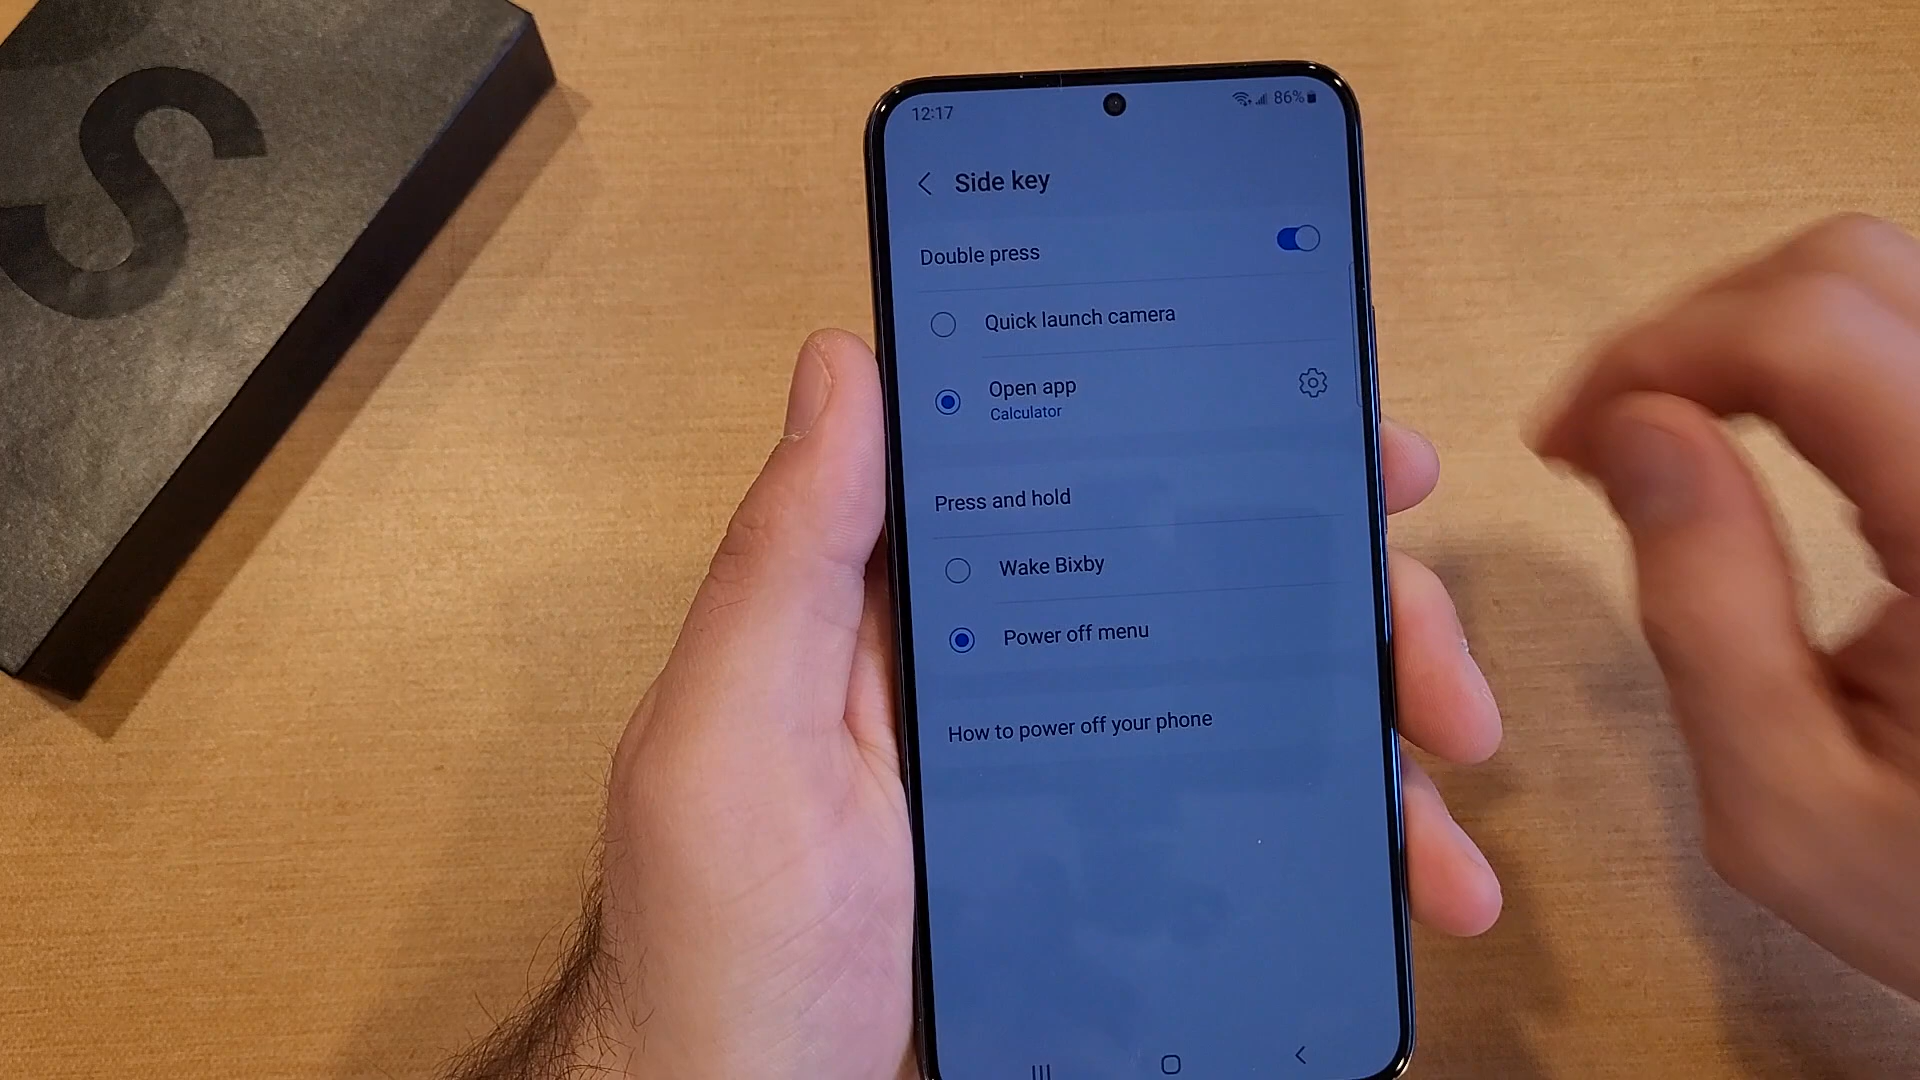 S
12:17
86%
Side key
Double press
Quick launch camera
Open app
Calculator
Press and hold
Wake Bixby
Power off menu
How to power off your phone